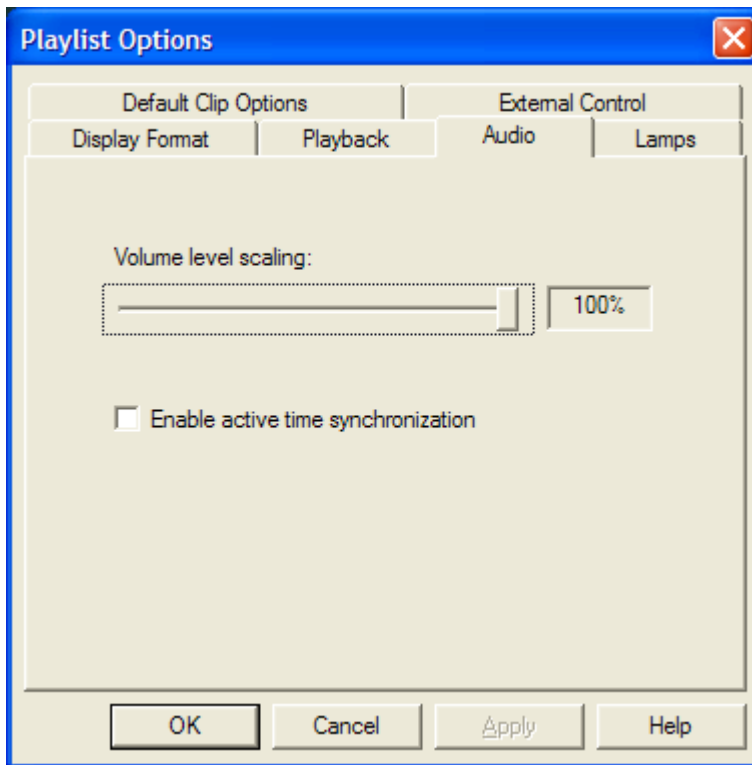 Playlist Options
Default Clip Options External Control
Display Format Playback Audio Lamps
Volume level scaling:
100%
Enable active time synchronization
OK Cancel Apply Help